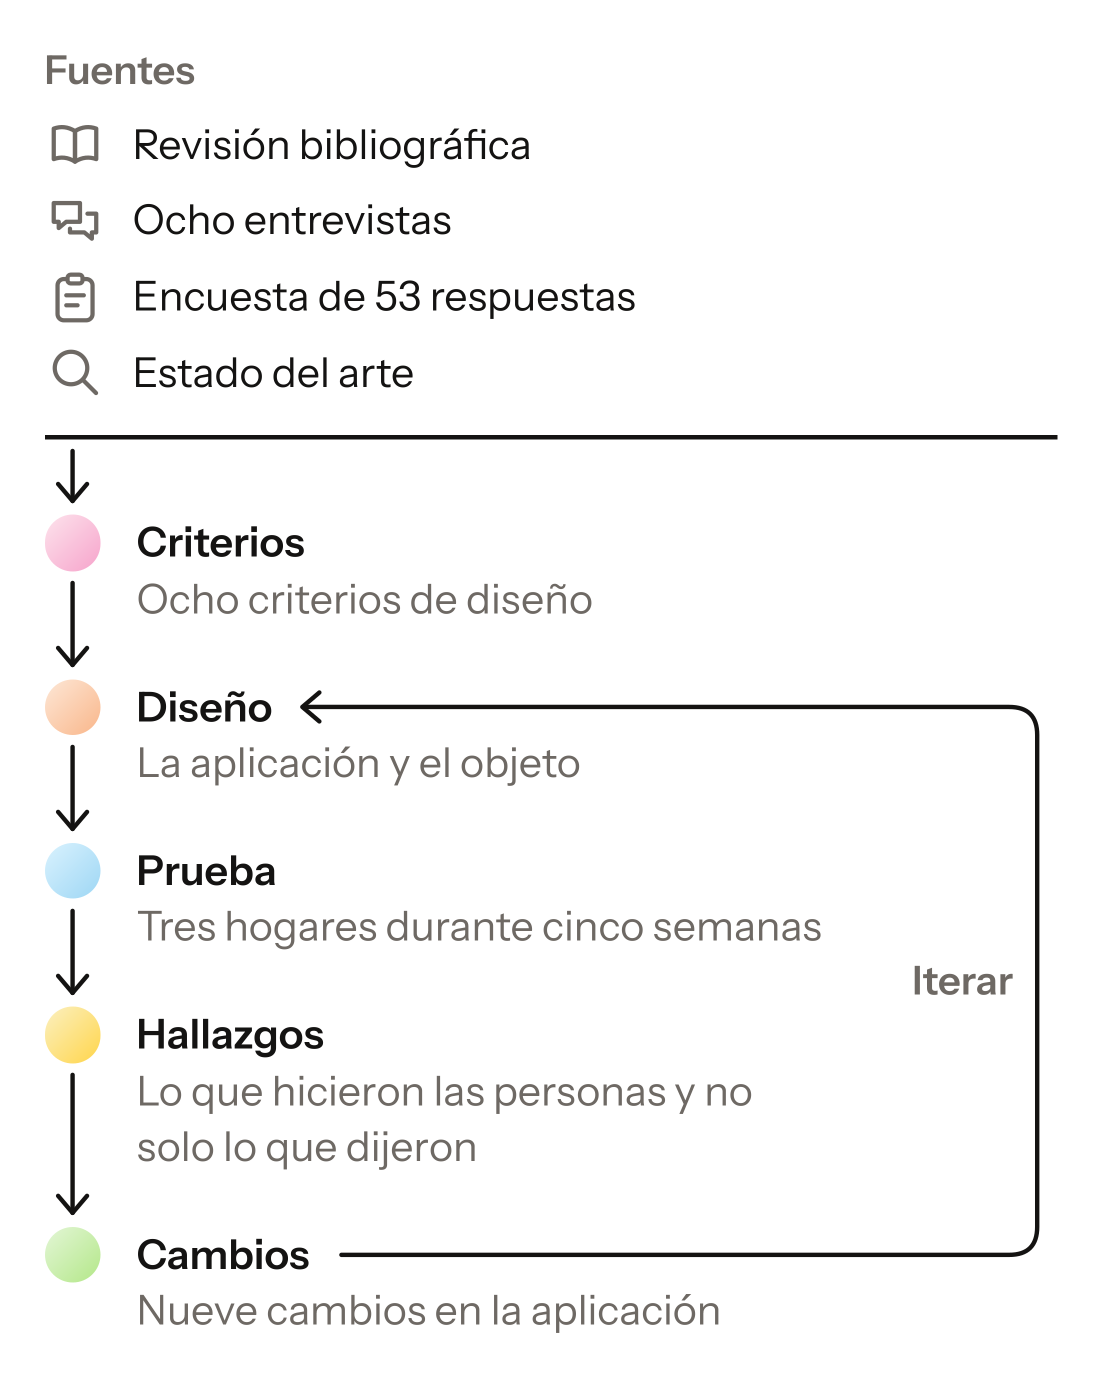 Fuentes
Revisión bibliográfica
Ocho entrevistas
Encuesta de 53 respuestas
Estado del arte
Criterios
Ocho criterios de diseño
Diseño
La aplicación y el objeto
Prueba
Tres hogares durante cinco semanas
Iterar
Hallazgos
Lo que hicieron las personas y no
solo lo que dijeron
Cambios
Nueve cambios en la aplicación